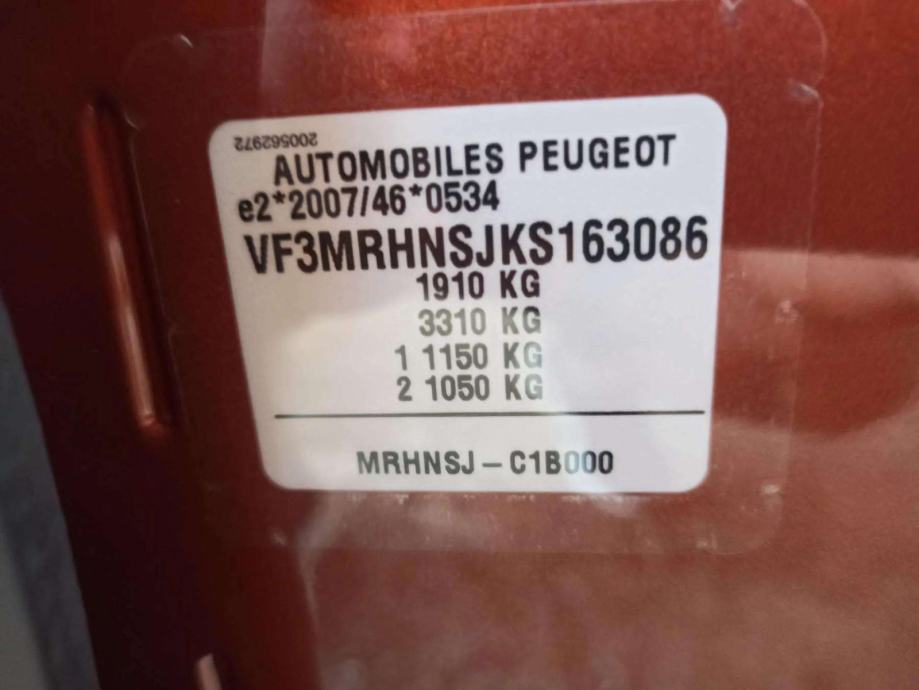 200562972
AUTOMOBILES PEUGEOT
e2*2007/46*0534
VF3MRHNSJKS163086
1910 KG
3310 KG
1 1150 KG
2 1050 KG
MRHNSJ – C1B000